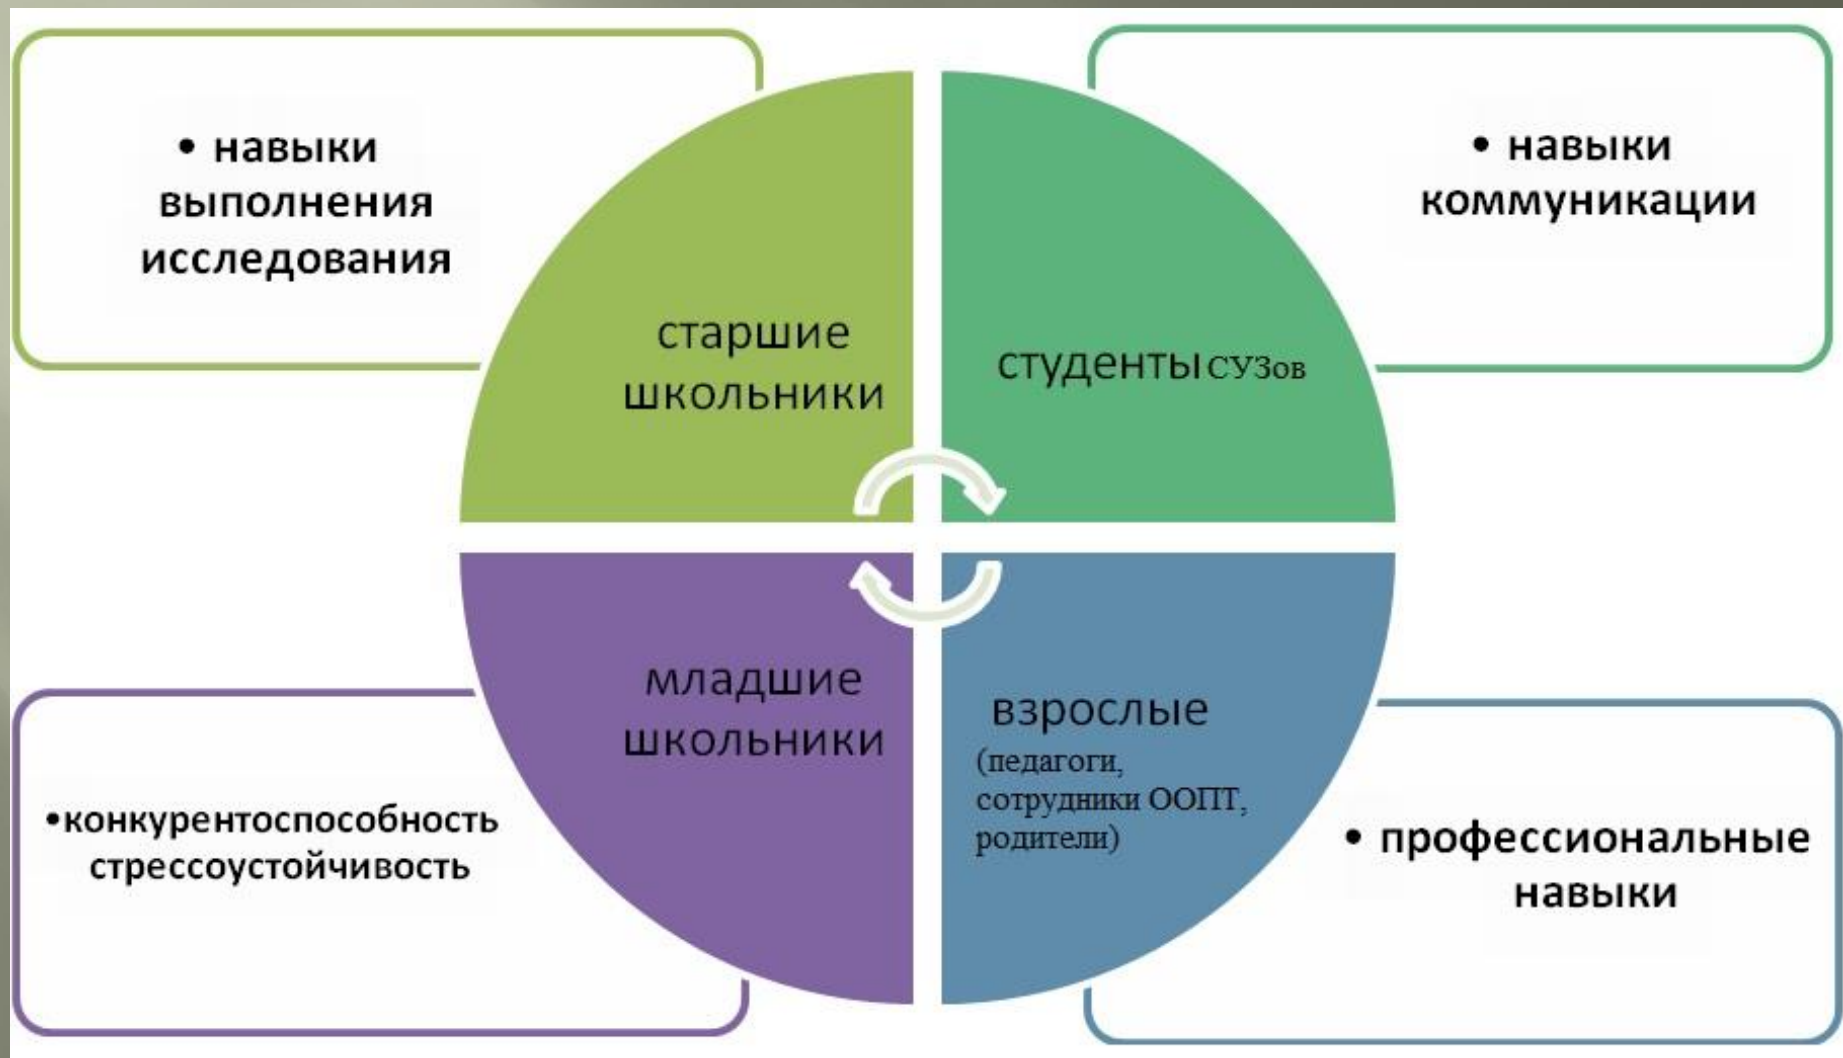 • навыки
выполнения
исследования
• навыки
коммуникации
старшие
школьники
студенты СУЗов
младшие
школьники
взрослые
(педагоги,
сотрудники ООПТ,
родители)
•конкурентоспособность
стрессоустойчивость
• профессиональные
навыки